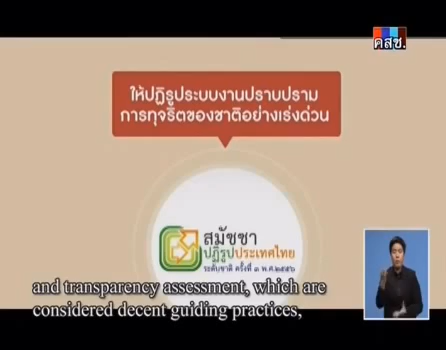 คสช.
ให้ปฏิรูประบบงานปราบปราม
การทุจริตของชาติอย่างเร่งด่วน
สมัชชา
ปฏิรูปประเทศไทย
ระดับชาติ ครั้งที่ ๓ พ.ศ.๒๕๕๖
and transparency assessment, which are
considered decent guiding practices,